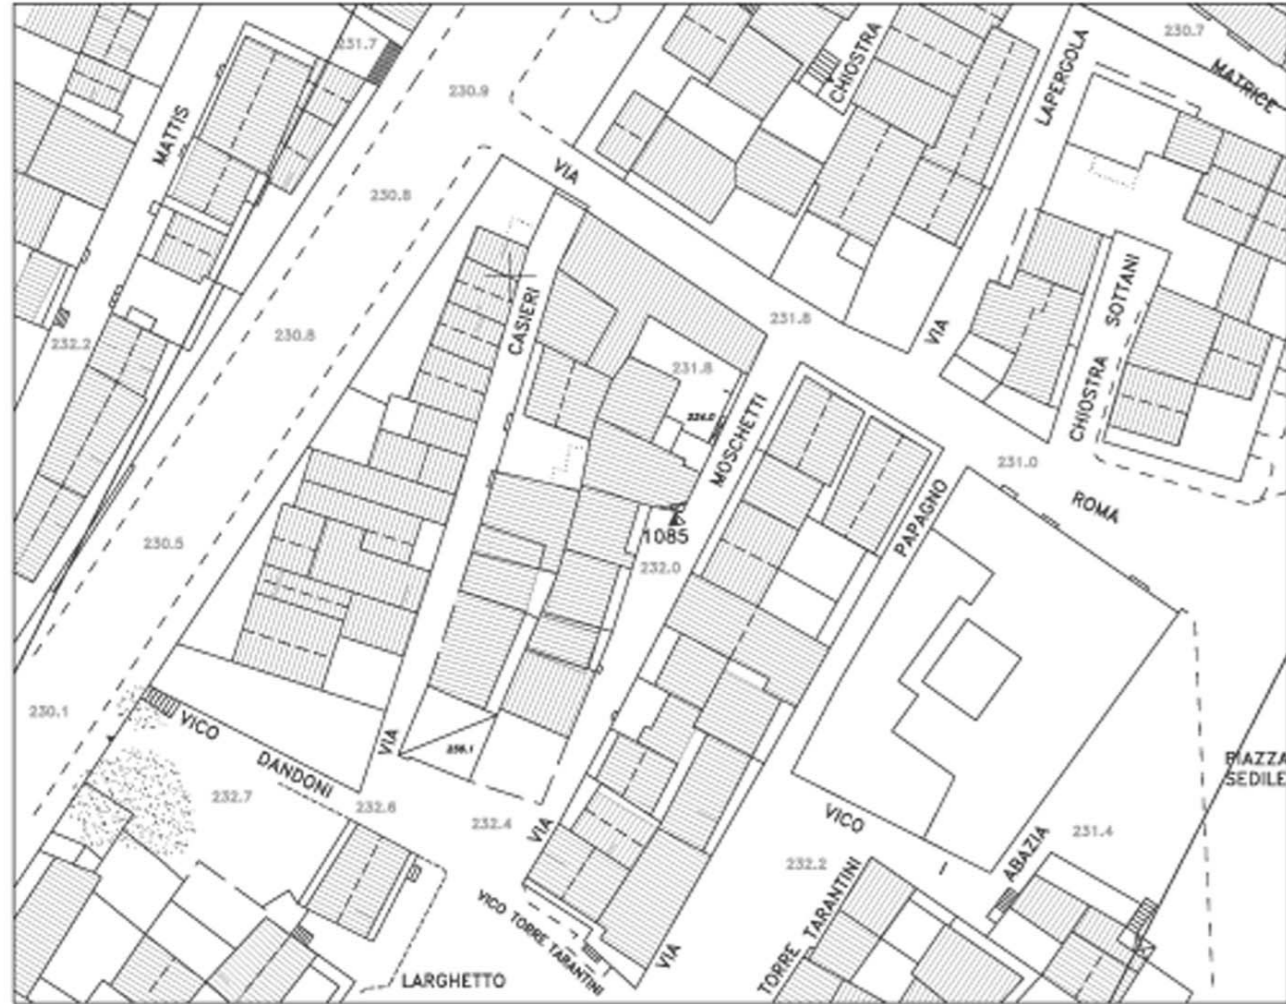 231.7
CHIOSTRA
LAPERGOLA
230.7
MATRICE
230.9
MATTIS
VIA
230.8
CHIOSTRA SOTTANI
CASIERI
231.8
VIA
230.8
232.2
231.8
MOSCHETTI
231.0
ROMA
PAPAGNO
230.5
1085
232.0
230.1
VICO
DANDONI
VIA
PIAZZA
SEDILE
232.7
232.4
VIA
VICO
ABAZIA
231.4
232.2
VICO TORRE TARANTINI
VIA
TORRE TARANTINI
LARGHETTO